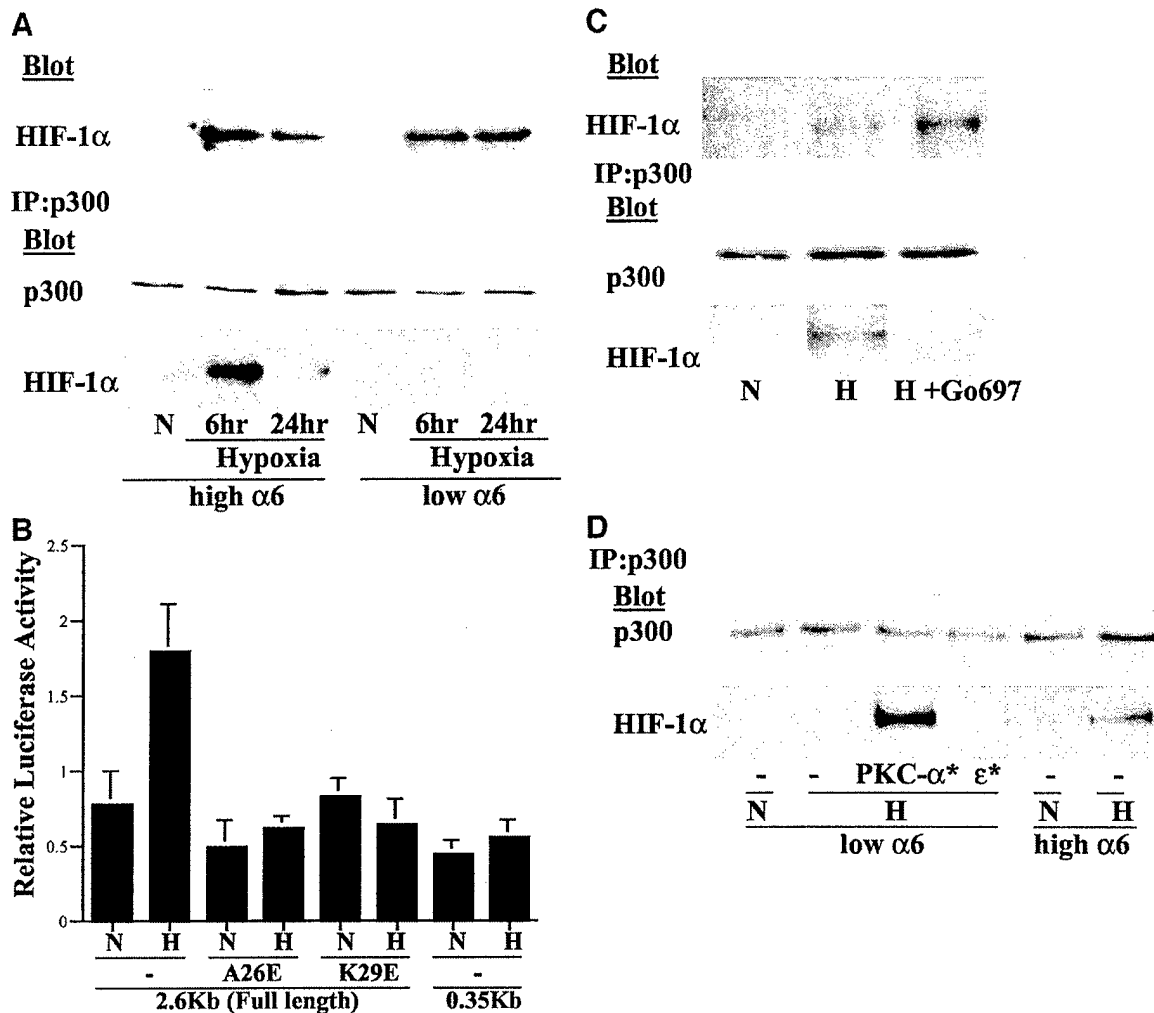 A
Blot
HIF-1α
IP:p300
Blot
p300
HIF-1α
N 6hr 24hr N 6hr 24hr
Hypoxia Hypoxia
high α6 low α6
B
Relative Luciferase Activity
2.5
2
1.5
1
0.5
0
N H N H N H N H
- A26E K29E -
2.6Kb (Full length) 0.35Kb
C
Blot
HIF-1α
IP:p300
Blot
p300
HIF-1α
N H H +Go697
D
IP:p300
Blot
p300
HIF-1α
- - PKC-α* ε* - -
N H N H
low α6 high α6